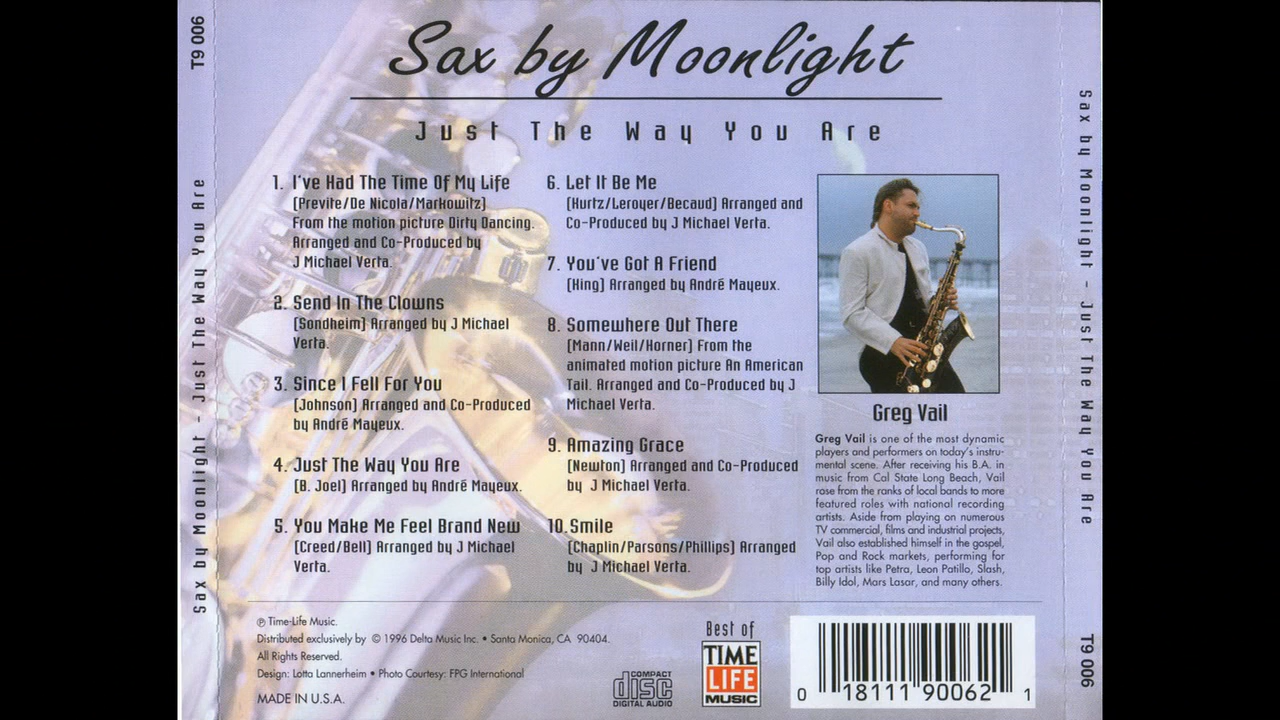 T9 006
Sax by Moonlight - Just The Way You Are
Sax by Moonlight
Just The Way You Are
1. I've Had The Time Of My Life
(Previte/De Nicola/Markowitz)
From the motion picture Dirty Dancing.
Arranged and Co-Produced by
J Michael Verta.
2. Send In The Clowns
(Sondheim) Arranged by J Michael
Verta.
3. Since I Fell For You
(Johnson) Arranged and Co-Produced
by André Mayeux.
4. Just The Way You Are
(B. Joel) Arranged by André Mayeux.
5. You Make Me Feel Brand New
(Creed/Bell) Arranged by J Michael
Verta.
6. Let It Be Me
(Kurtz/Leroyer/Becaud) Arranged and
Co-Produced by J Michael Verta.
7. You've Got A Friend
(King) Arranged by André Mayeux.
8. Somewhere Out There
(Mann/Weil/Horner) From the
animated motion picture An American
Tail. Arranged and Co-Produced by J
Michael Verta.
9. Amazing Grace
(Newton) Arranged and Co-Produced
by J Michael Verta.
10. Smile
(Chaplin/Parsons/Phillips) Arranged
by J Michael Verta.
Greg Vail
Greg Vail is one of the most dynamic
players and performers on today's instru-
mental scene. After receiving his B.A. in
music from Cal State Long Beach, Vail
rose from the ranks of local bands to more
featured roles with national recording
artists. Aside from playing on numerous
TV commercial, films and industrial projects,
Vail also established himself in the gospel,
Pop and Rock markets, performing for
top artists like Petra, Leon Patillo, Slash,
Billy Idol, Mars Lasar, and many others.
℗ Time-Life Music.
Distributed exclusively by © 1996 Delta Music Inc. • Santa Monica, CA 90404.
All Rights Reserved.
Design: Lotta Lannerheim • Photo Courtesy: FPG International
MADE IN U.S.A.
COMPACT
disc
DIGITAL AUDIO
Best of
TIME
LIFE
MUSIC
0 18111 90062 1
Sax by Moonlight - Just The Way You Are
T9 006